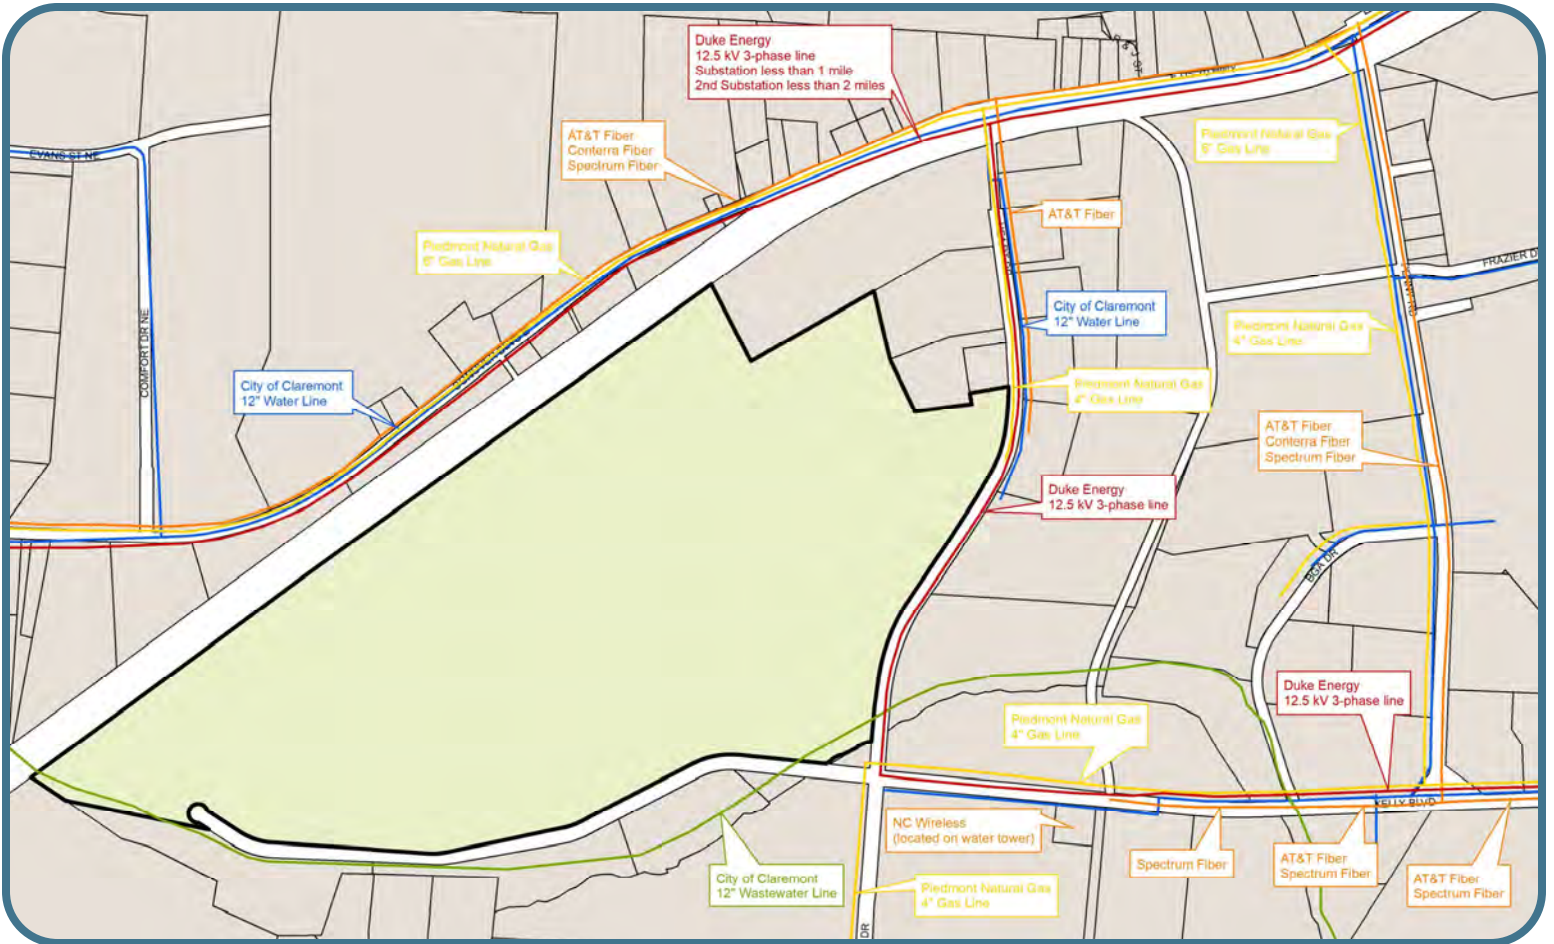 Duke Energy
12.5 kV 3-phase line
Substation less than 1 mile
2nd Substation less than 2 miles
AT&T Fiber
Conterra Fiber
Spectrum Fiber
Piedmont Natural Gas
6" Gas Line
EVANS ST NE
AT&T Fiber
Piedmont Natural Gas
6" Gas Line
FRAZIER D
City of Claremont
12" Water Line
Piedmont Natural Gas
4" Gas Line
COMFORT DR NE
City of Claremont
12" Water Line
Piedmont Natural Gas
4" Gas Line
AT&T Fiber
Conterra Fiber
Spectrum Fiber
Duke Energy
12.5 kV 3-phase line
BGA DR
Duke Energy
12.5 kV 3-phase line
Piedmont Natural Gas
4" Gas Line
KELLY BLVD
NC Wireless
(located on water tower)
Spectrum Fiber
AT&T Fiber
Spectrum Fiber
AT&T Fiber
Spectrum Fiber
City of Claremont
12" Wastewater Line
Piedmont Natural Gas
4" Gas Line
DR